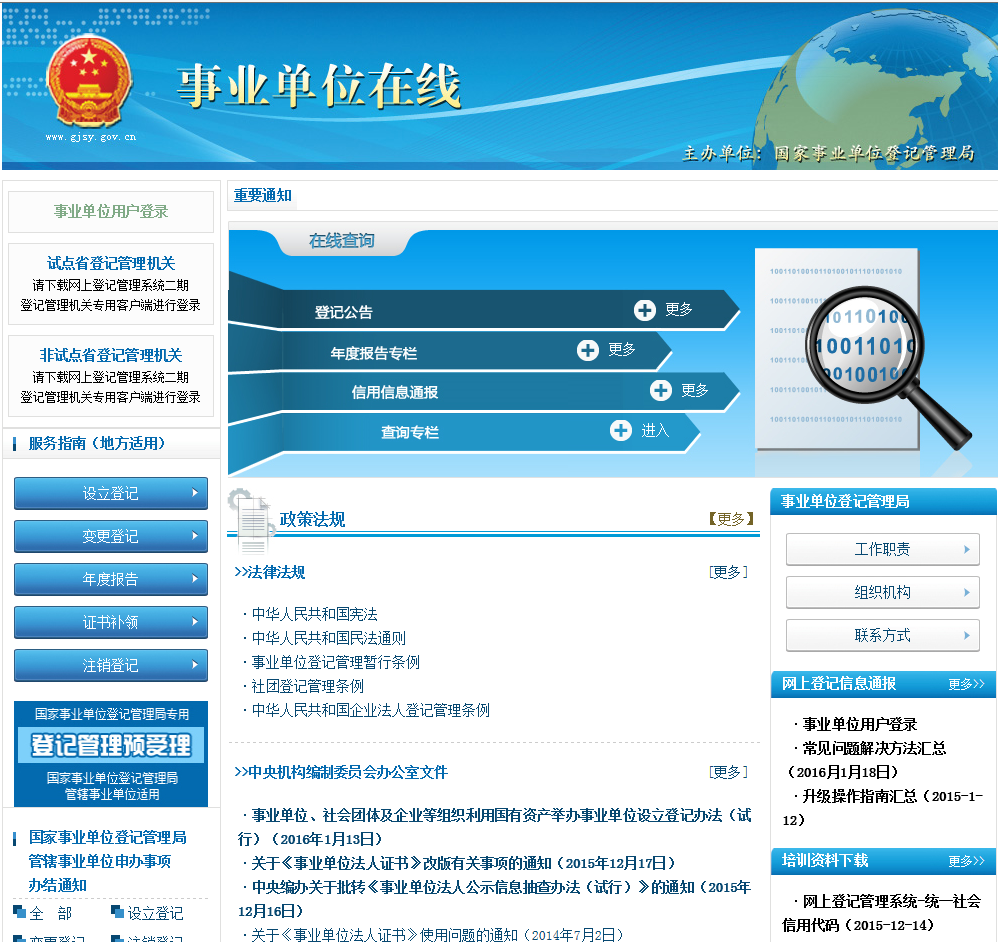 事业单位在线
www.gjsy.gov.cn
主办单位：国家事业单位登记管理局
事业单位用户登录
试点省登记管理机关
请下载网上登记管理系统二期
登记管理机关专用客户端进行登录
非试点省登记管理机关
请下载网上登记管理系统二期
登记管理机关专用客户端进行登录
服务指南（地方适用）
设立登记
变更登记
年度报告
证书补领
注销登记
国家事业单位登记管理局专用
登记管理预受理
国家事业单位登记管理局
管辖事业单位适用
国家事业单位登记管理局
管辖事业单位申办事项
办结通知
全 部 设立登记
变更登记 注销登记
重要通知
在线查询
登记公告 更多
年度报告专栏 更多
信用信息通报 更多
查询专栏 进入
政策法规 【更多】
>>法律法规 [更多]
·中华人民共和国宪法
·中华人民共和国民法通则
·事业单位登记管理暂行条例
·社团登记管理条例
·中华人民共和国企业法人登记管理条例
>>中央机构编制委员会办公室文件 [更多]
·事业单位、社会团体及企业等组织利用国有资产举办事业单位设立登记办法（试
行）（2016年1月13日）
·关于《事业单位法人证书》改版有关事项的通知（2015年12月17日）
·中央编办关于批转《事业单位法人公示信息抽查办法（试行）》的通知（2015年
12月16日）
·关于《事业单位法人证书》使用问题的通知（2014年7月2日）
事业单位登记管理局
工作职责
组织机构
联系方式
网上登记信息通报 更多>>
·事业单位用户登录
·常见问题解决方法汇总
（2016年1月18日）
·升级操作指南汇总（2015-1-
12）
培训资料下载 更多>>
·网上登记管理系统-统一社会
信用代码（2015-12-14）